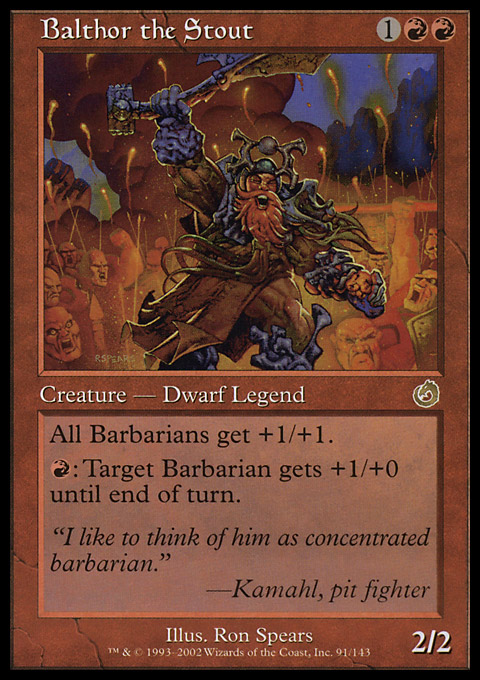 Balthor the Stout 1
RSPEARS
Creature — Dwarf Legend
All Barbarians get +1/+1.
: Target Barbarian gets +1/+0
until end of turn.
“I like to think of him as concentrated
barbarian.”
—Kamahl, pit fighter
Illus. Ron Spears
™ & © 1993–2002 Wizards of the Coast, Inc. 91/143
2/2